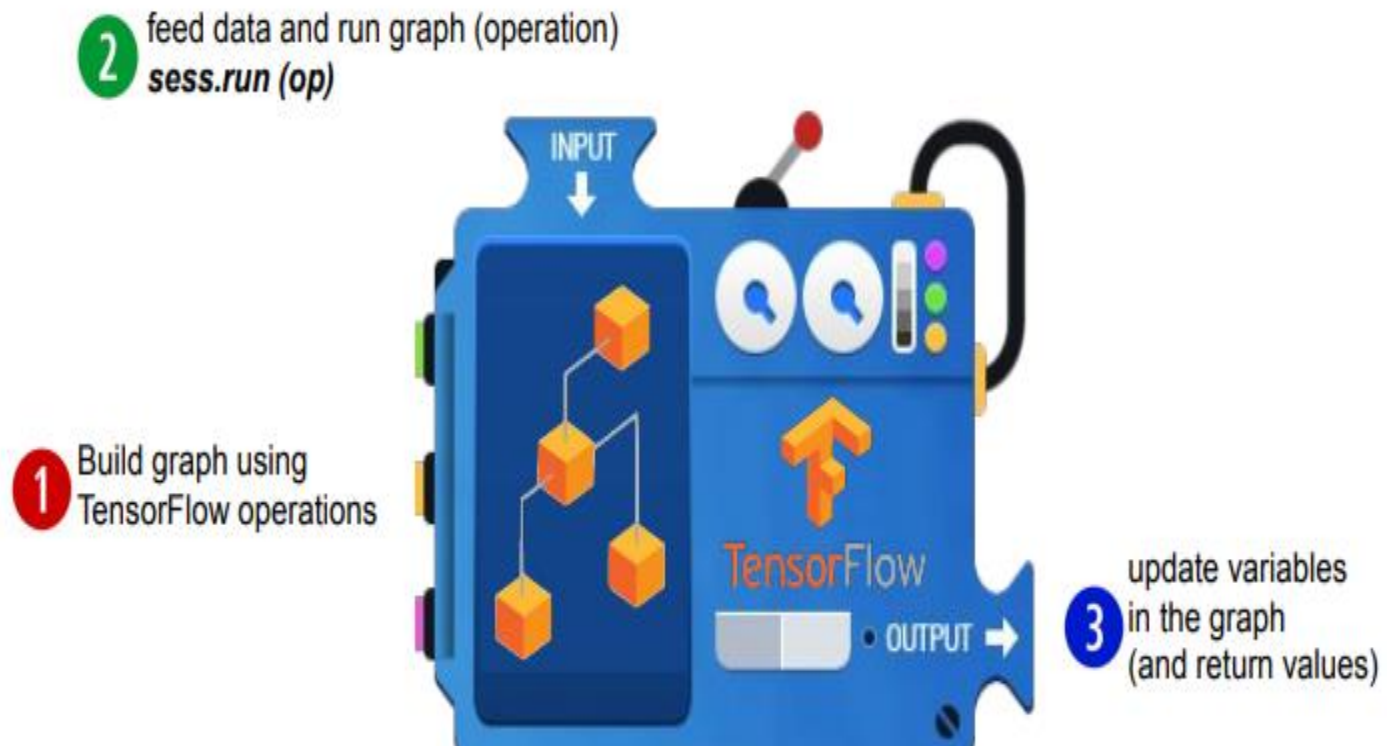 2
feed data and run graph (operation)
sess.run (op)
INPUT
1
Build graph using
TensorFlow operations
TensorFlow
OUTPUT
3
update variables
in the graph
(and return values)